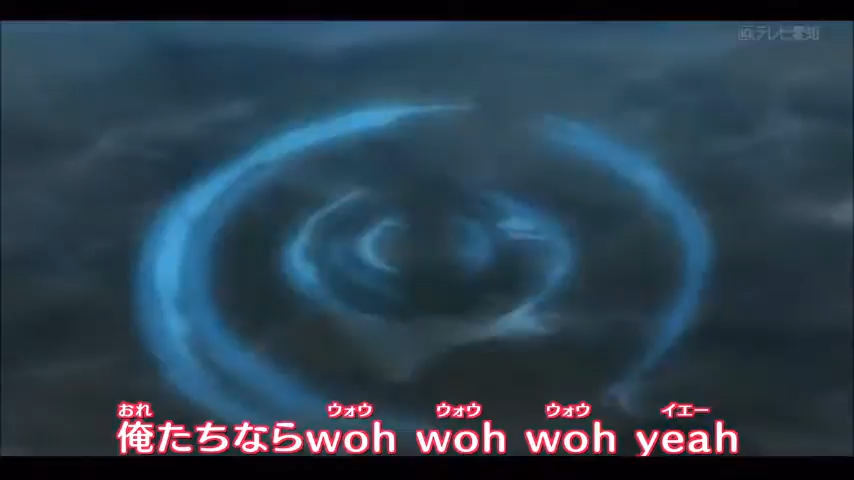 テレビ愛知
おれ ウォウ ウォウ ウォウ イエー
俺たちならwoh woh woh yeah